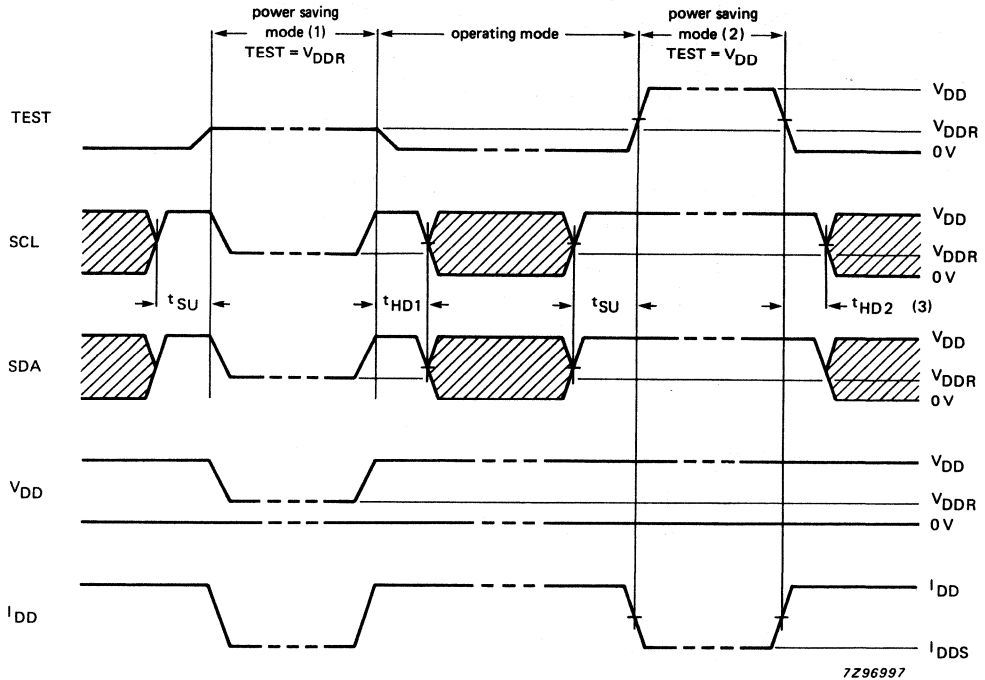 power saving
mode (1)
TEST = VDDR
operating mode
power saving
mode (2)
TEST = VDD
TEST
VDD
VDDR
0 V
SCL
VDD
VDDR
0 V
tSU
tHD1
tSU
tHD2 (3)
SDA
VDD
VDDR
0 V
VDD
VDD
VDDR
0 V
IDD
IDD
IDDS
7Z96997